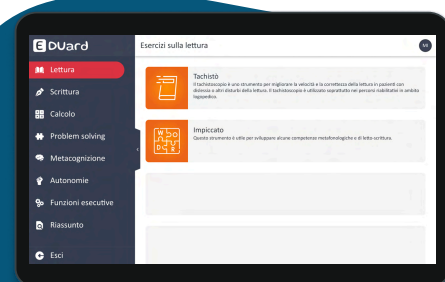 EDUard
Esercizi sulla lettura
MI
Lettura
Scrittura
Calcolo
Problem solving
Metacognizione
Autonomie
Funzioni esecutive
Riassunto
Esci
Tachistò
Il tachistoscopio è uno strumento per migliorare la velocità e la correttezza della lettura in pazienti con
dislessia o altri disturbi della lettura. Il tachistoscopio è utilizzato soprattutto nei percorsi riabilitativi in ambito
logopedico.
Impiccato
Questo strumento è utile per sviluppare alcune competenze metafonologiche e di letto-scrittura.